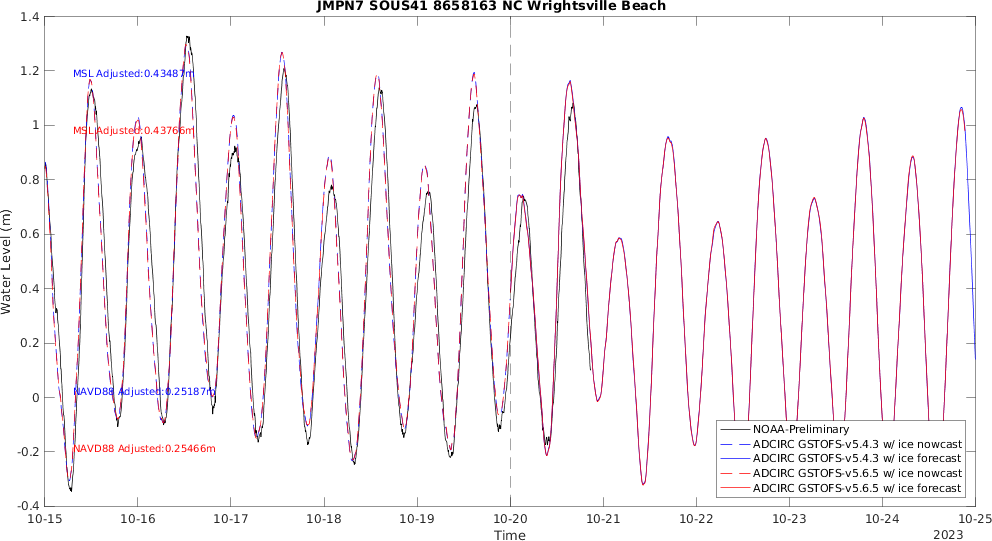 JMPN7 SOUS41 8658163 NC Wrightsville Beach
1.4
1.2
1
0.8
0.6
0.4
0.2
0
-0.2
-0.4
Water Level (m)
MSL Adjusted:0.43487m
MSL Adjusted:0.43766m
NAVD88 Adjusted:0.25187m
NAVD88 Adjusted:0.25466m
NOAA-Preliminary
ADCIRC GSTOFS-v5.4.3 w/ ice nowcast
ADCIRC GSTOFS-v5.4.3 w/ ice forecast
ADCIRC GSTOFS-v5.6.5 w/ ice nowcast
ADCIRC GSTOFS-v5.6.5 w/ ice forecast
10-15 10-16 10-17 10-18 10-19 10-20 10-21 10-22 10-23 10-24 10-25
Time
2023